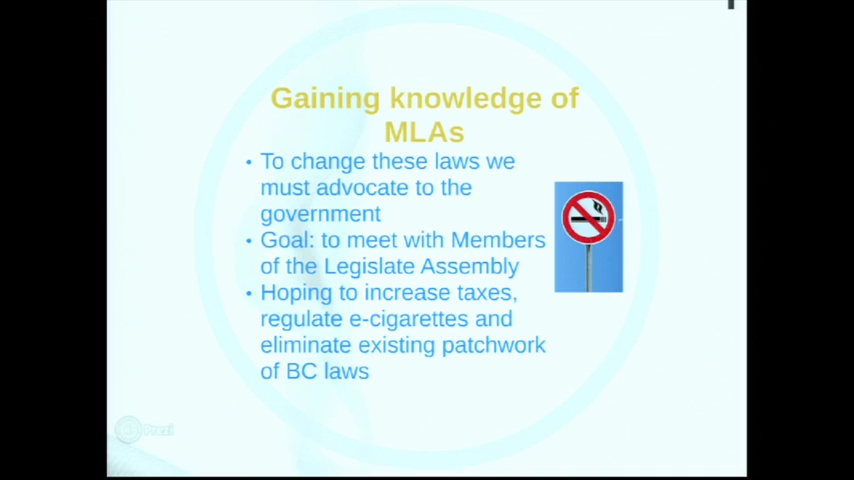 Gaining knowledge of
MLAs
• To change these laws we
must advocate to the
government
• Goal: to meet with Members
of the Legislate Assembly
• Hoping to increase taxes,
regulate e-cigarettes and
eliminate existing patchwork
of BC laws
Prezi